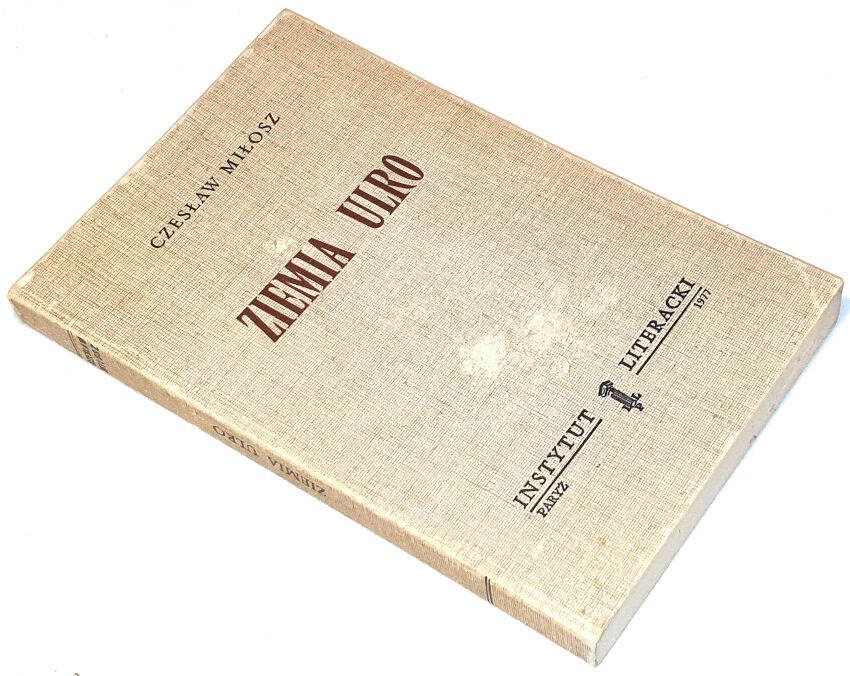 CZESŁAW MIŁOSZ
ZIEMIA ULRO
INSTYTUT LITERACKI
PARYŻ 1977
ZIEMIA ULRO